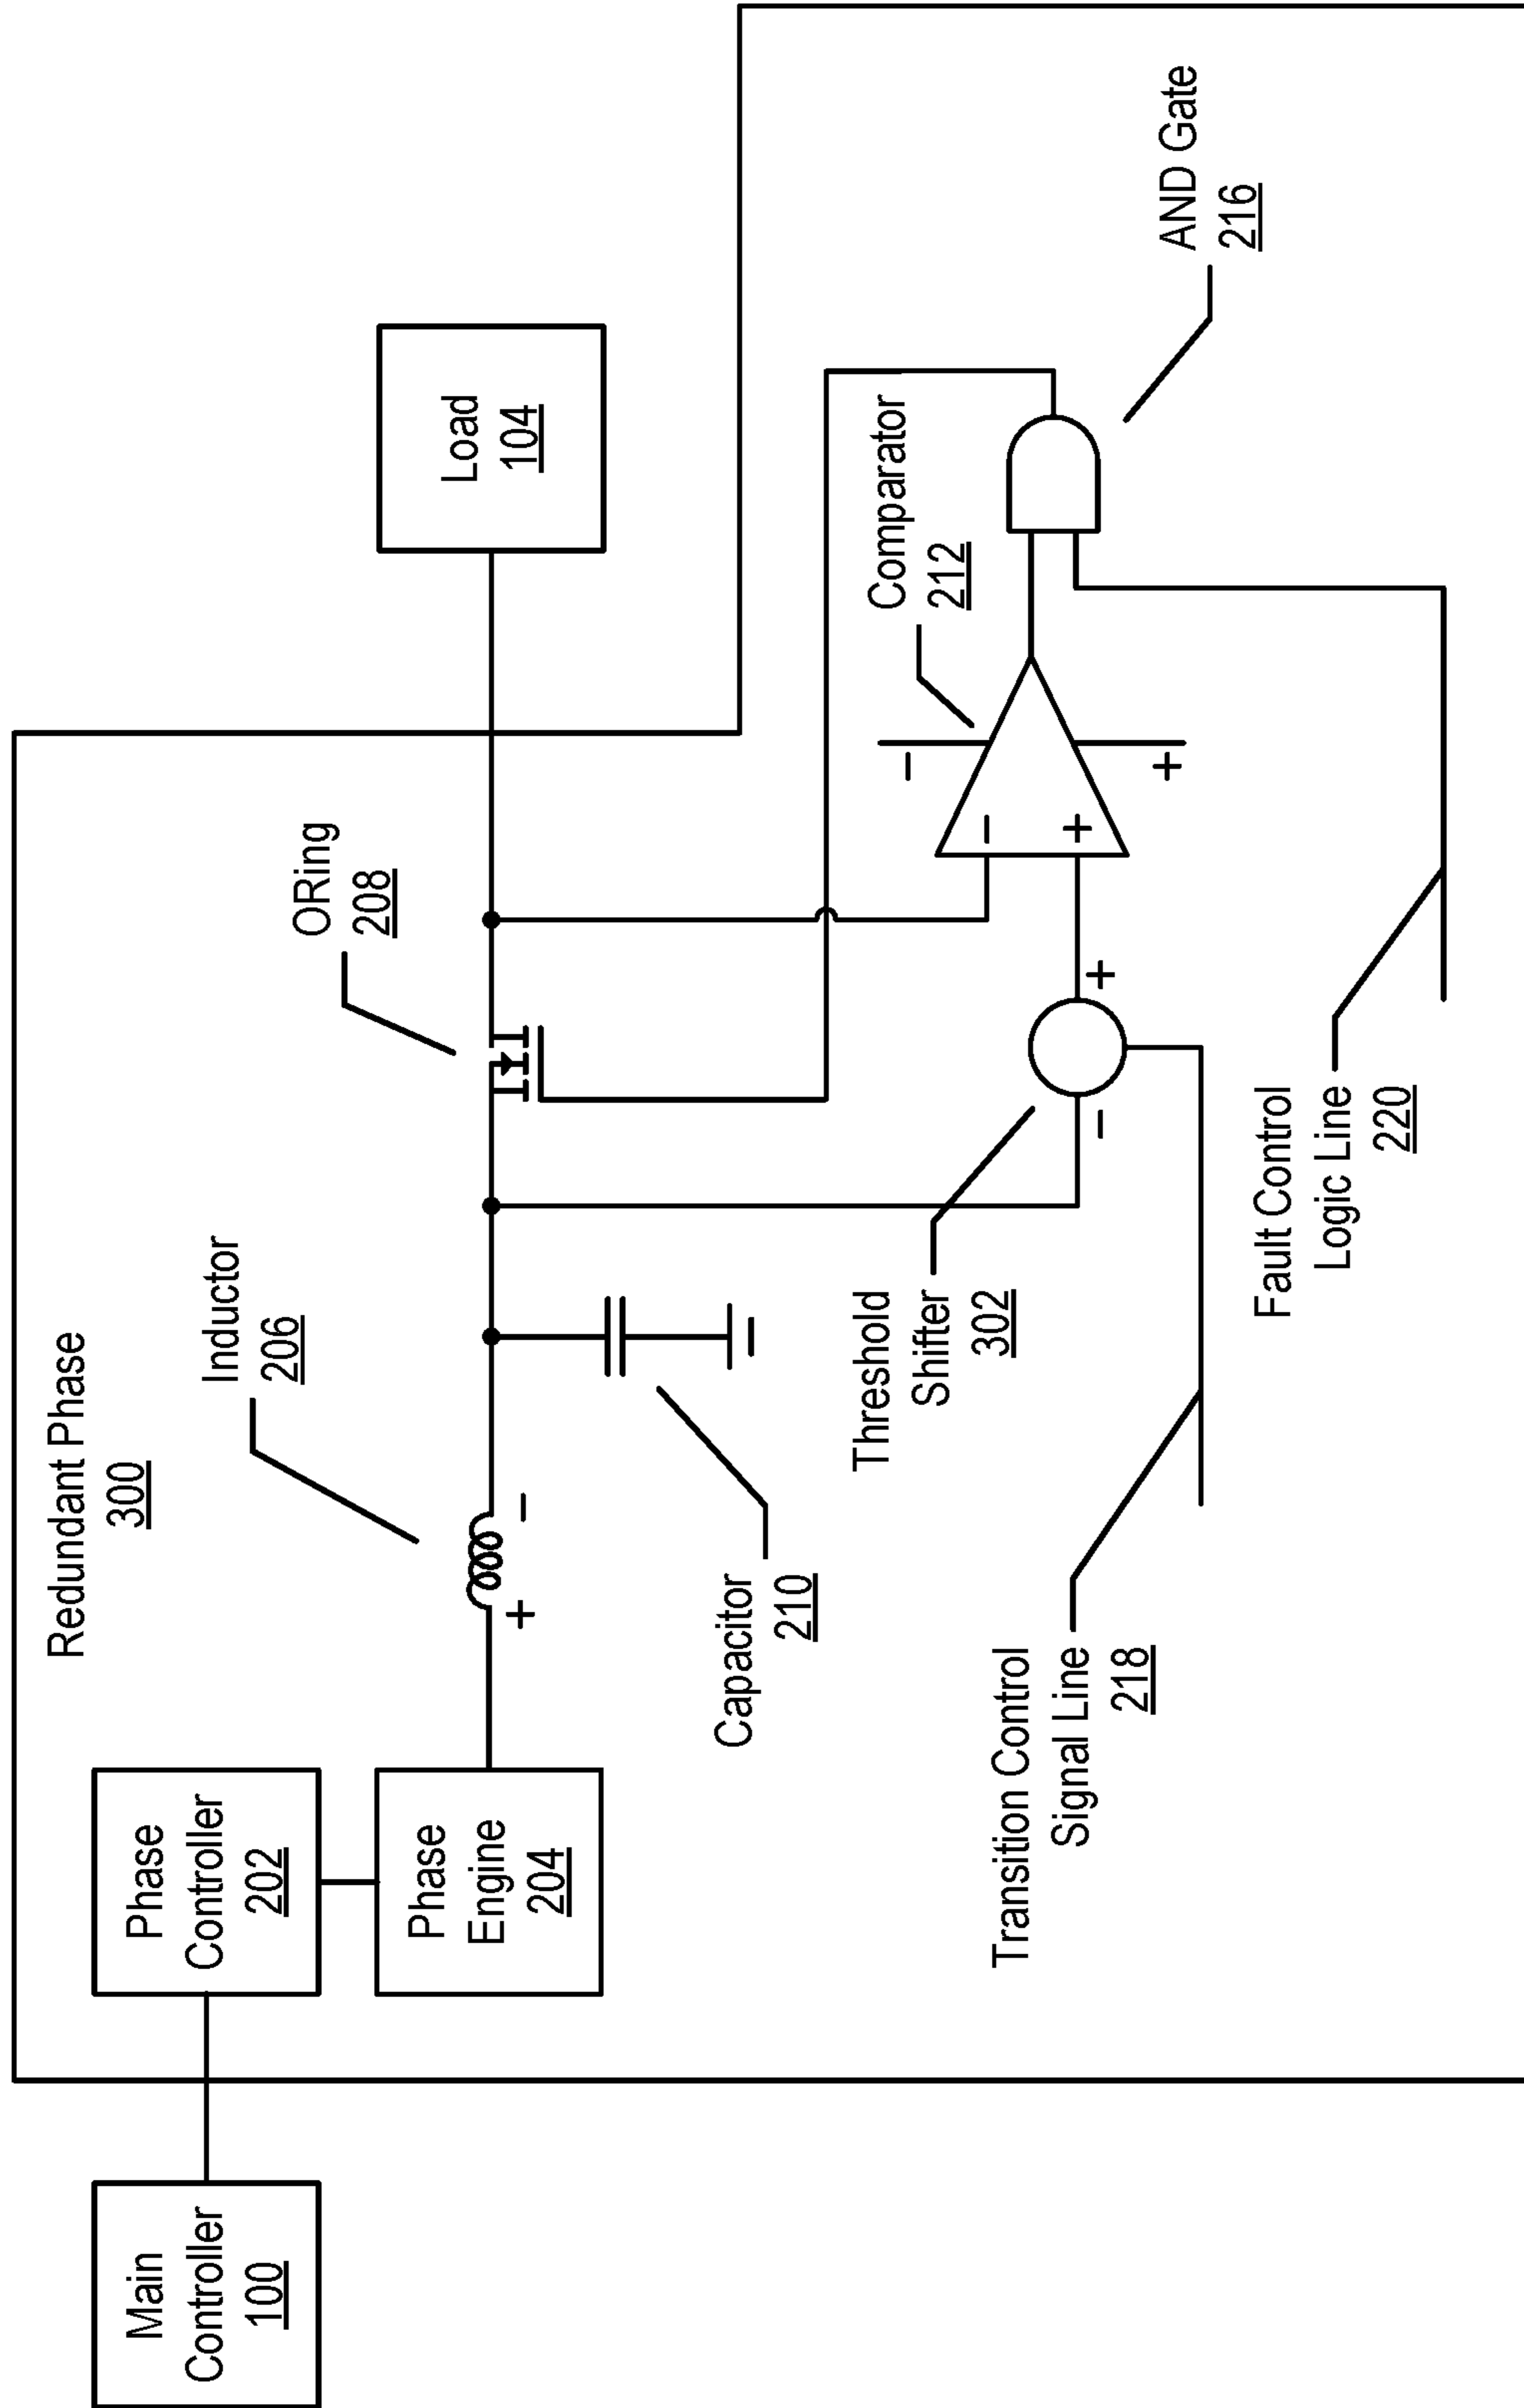 Main
Controller
100
Redundant Phase
300
Phase
Controller
202
Phase
Engine
204
Inductor
206
+
−
ORing
208
Load
104
Capacitor
210
Threshold
Shifter
302
−
+
Comparator
212
−
+
−
+
AND Gate
216
Transition Control
Signal Line
218
Fault Control
Logic Line
220